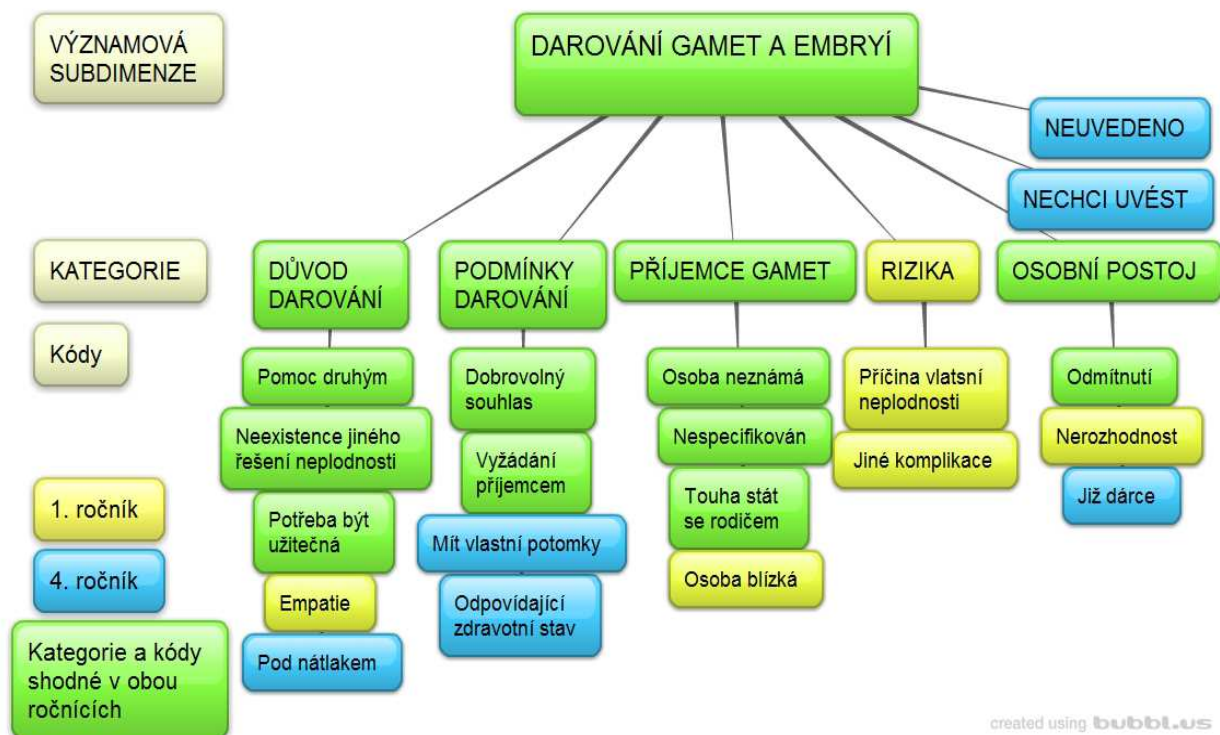 VÝZNAMOVÁ
SUBDIMENZE
DAROVÁNÍ GAMET A EMBRYÍ
NEUVEDENO
NECHCI UVÉST
KATEGORIE
DŮVOD
DAROVÁNÍ
PODMÍNKY
DAROVÁNÍ
PŘÍJEMCE GAMET
RIZIKA
OSOBNÍ POSTOJ
Kódy
Pomoc druhým
Neexistence jiného
řešení neplodnosti
Potřeba být
užitečná
Empatie
Pod nátlakem
Dobrovolný
souhlas
Vyžádání
příjemcem
Mít vlastní potomky
Odpovídající
zdravotní stav
Osoba neznámá
Nespecifikován
Touha stát
se rodičem
Osoba blízká
Příčina vlatsní
neplodnosti
Jiné komplikace
Odmítnutí
Nerozhodnost
Již dárce
1. ročník
4. ročník
Kategorie a kódy
shodné v obou
ročnících
created using bubbl.us